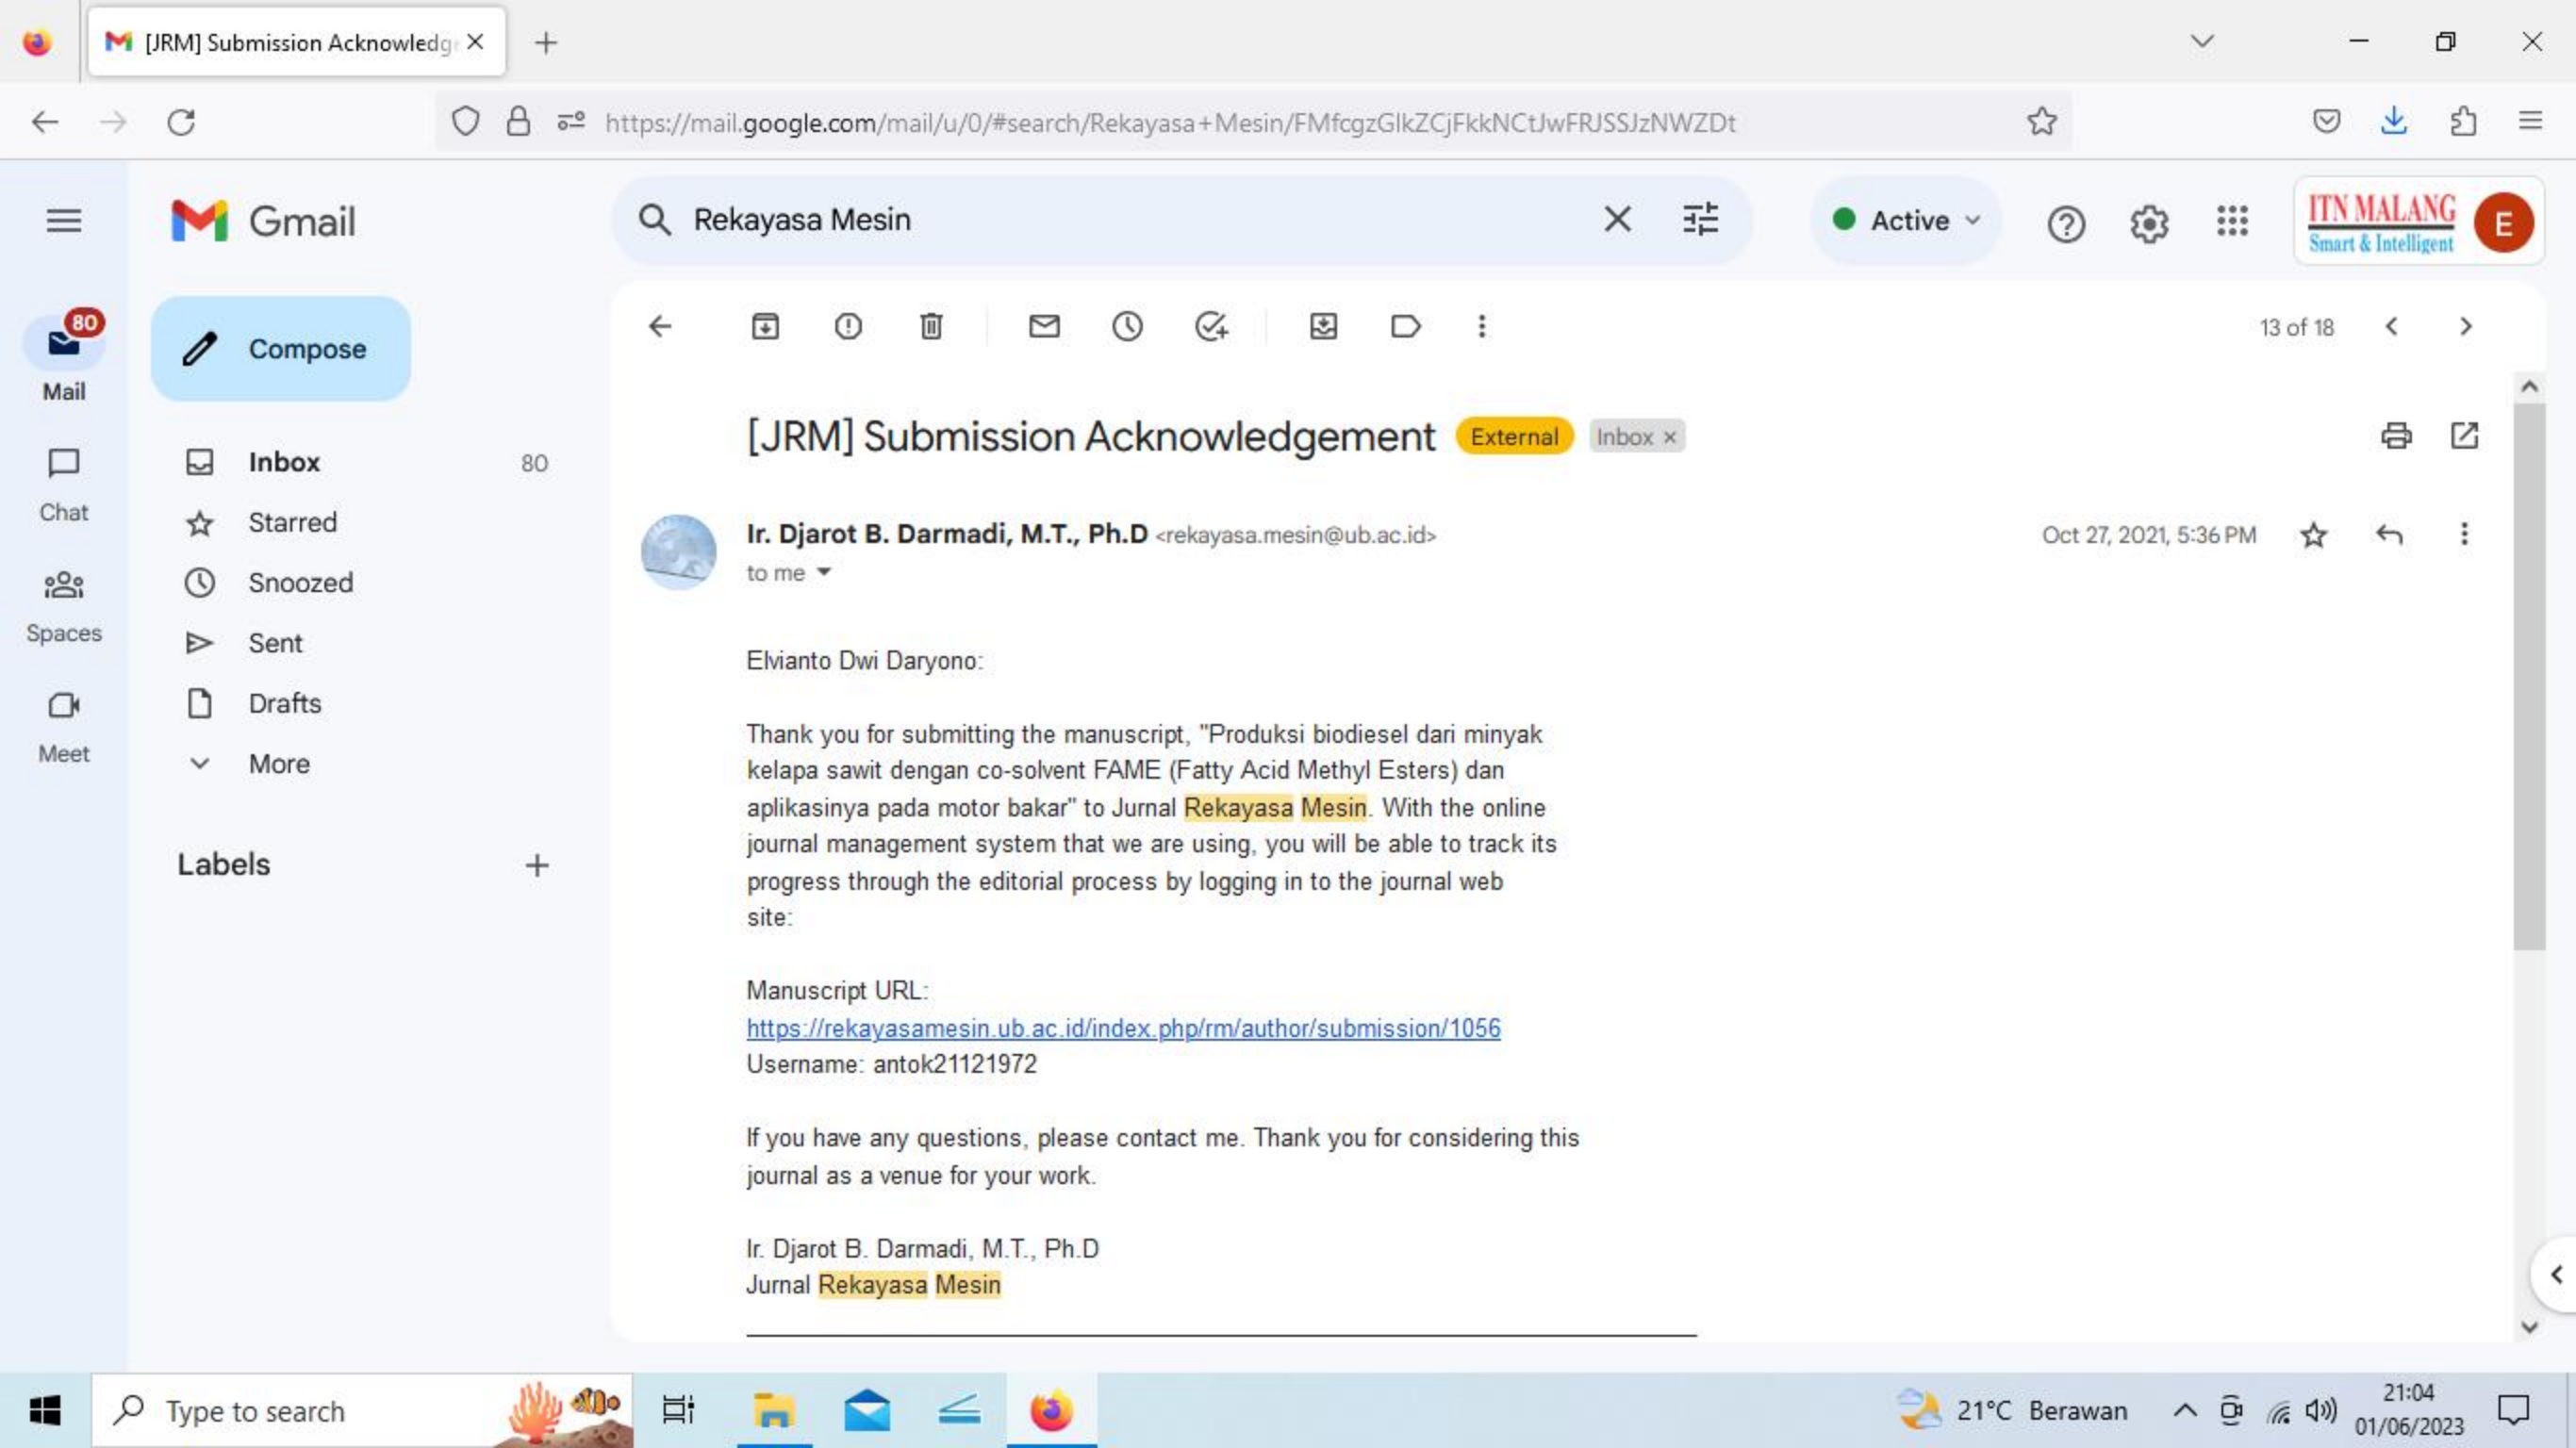 [JRM] Submission Acknowledge
https://mail.google.com/mail/u/0/#search/Rekayasa+Mesin/FMfcgzGlkZCjFkkNCtJwFRJSSJzNWZDt
Gmail
Rekayasa Mesin
Active
ITN MALANG
Smart & Intelligent
E
80
Mail
Chat
Spaces
Meet
Compose
Inbox 80
Starred
Snoozed
Sent
Drafts
More
Labels
13 of 18
[JRM] Submission Acknowledgement External Inbox ×
Ir. Djarot B. Darmadi, M.T., Ph.D <rekayasa.mesin@ub.ac.id> Oct 27, 2021, 5:36 PM
to me
Elvianto Dwi Daryono:
Thank you for submitting the manuscript, "Produksi biodiesel dari minyak
kelapa sawit dengan co-solvent FAME (Fatty Acid Methyl Esters) dan
aplikasinya pada motor bakar" to Jurnal Rekayasa Mesin. With the online
journal management system that we are using, you will be able to track its
progress through the editorial process by logging in to the journal web
site:
Manuscript URL:
https://rekayasamesin.ub.ac.id/index.php/rm/author/submission/1056
Username: antok21121972
If you have any questions, please contact me. Thank you for considering this
journal as a venue for your work.
Ir. Djarot B. Darmadi, M.T., Ph.D
Jurnal Rekayasa Mesin
Type to search
21°C Berawan
21:04
01/06/2023